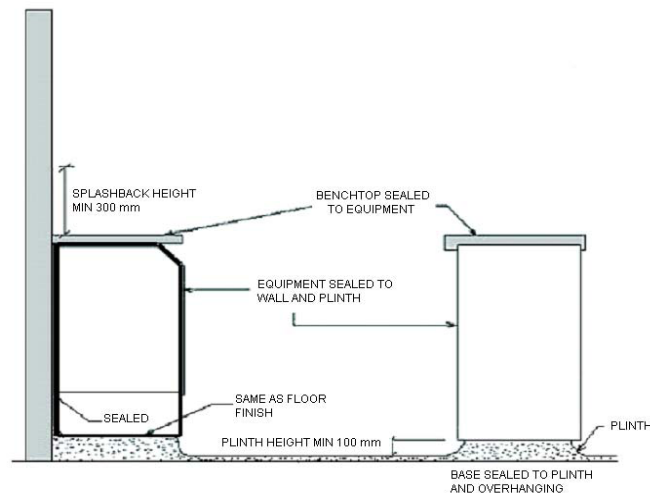 SPLASHBACK HEIGHT
MIN 300 mm
BENCHTOP SEALED
TO EQUIPMENT
EQUIPMENT SEALED TO
WALL AND PLINTH
SAME AS FLOOR
FINISH
SEALED
PLINTH HEIGHT MIN 100 mm
PLINTH
BASE SEALED TO PLINTH
AND OVERHANGING